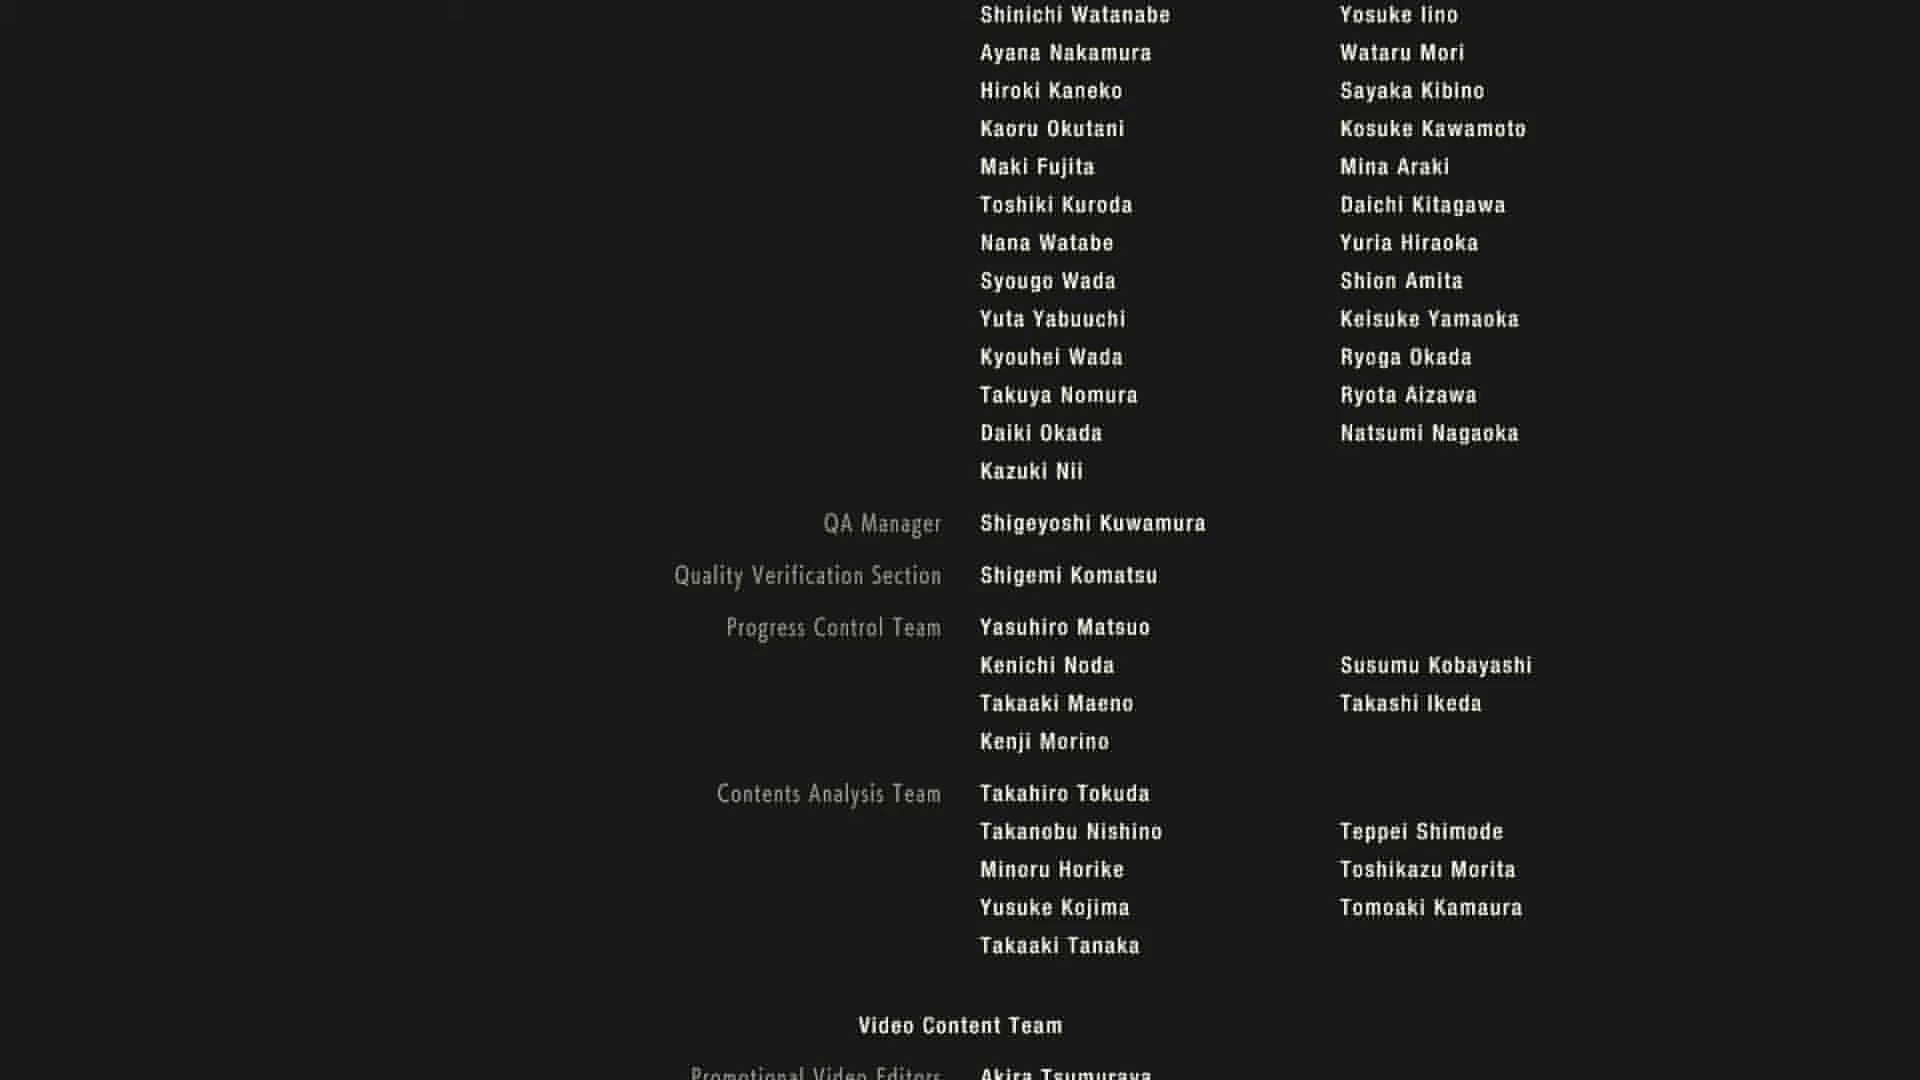 Shinichi Watanabe Yosuke Iino
Ayana Nakamura Wataru Mori
Hiroki Kaneko Sayaka Kibino
Kaoru Okutani Kosuke Kawamoto
Maki Fujita Mina Araki
Toshiki Kuroda Daichi Kitagawa
Nana Watabe Yuria Hiraoka
Syougo Wada Shion Amita
Yuta Yabuuchi Keisuke Yamaoka
Kyouhei Wada Ryoga Okada
Takuya Nomura Ryota Aizawa
Daiki Okada Natsumi Nagaoka
Kazuki Nii
QA Manager Shigeyoshi Kuwamura
Quality Verification Section Shigemi Komatsu
Progress Control Team Yasuhiro Matsuo
Kenichi Noda Susumu Kobayashi
Takaaki Maeno Takashi Ikeda
Kenji Morino
Contents Analysis Team Takahiro Tokuda
Takanobu Nishino Teppei Shimode
Minoru Horike Toshikazu Morita
Yusuke Kojima Tomoaki Kamaura
Takaaki Tanaka
Video Content Team
Promotional Video Editors Akira Tsumuraya